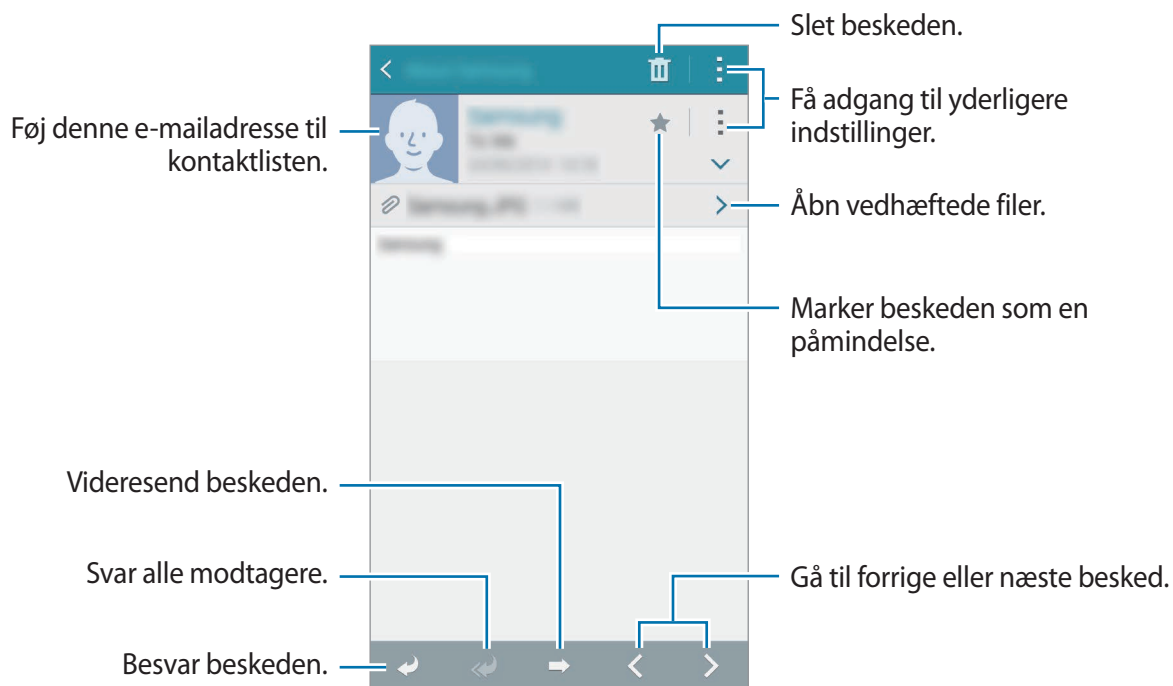 Slet beskeden.
Få adgang til yderligere
indstillinger.
Føj denne e-mailadresse til
kontaktlisten.
Åbn vedhæftede filer.
Marker beskeden som en
påmindelse.
Videresend beskeden.
Svar alle modtagere.
Gå til forrige eller næste besked.
Besvar beskeden.